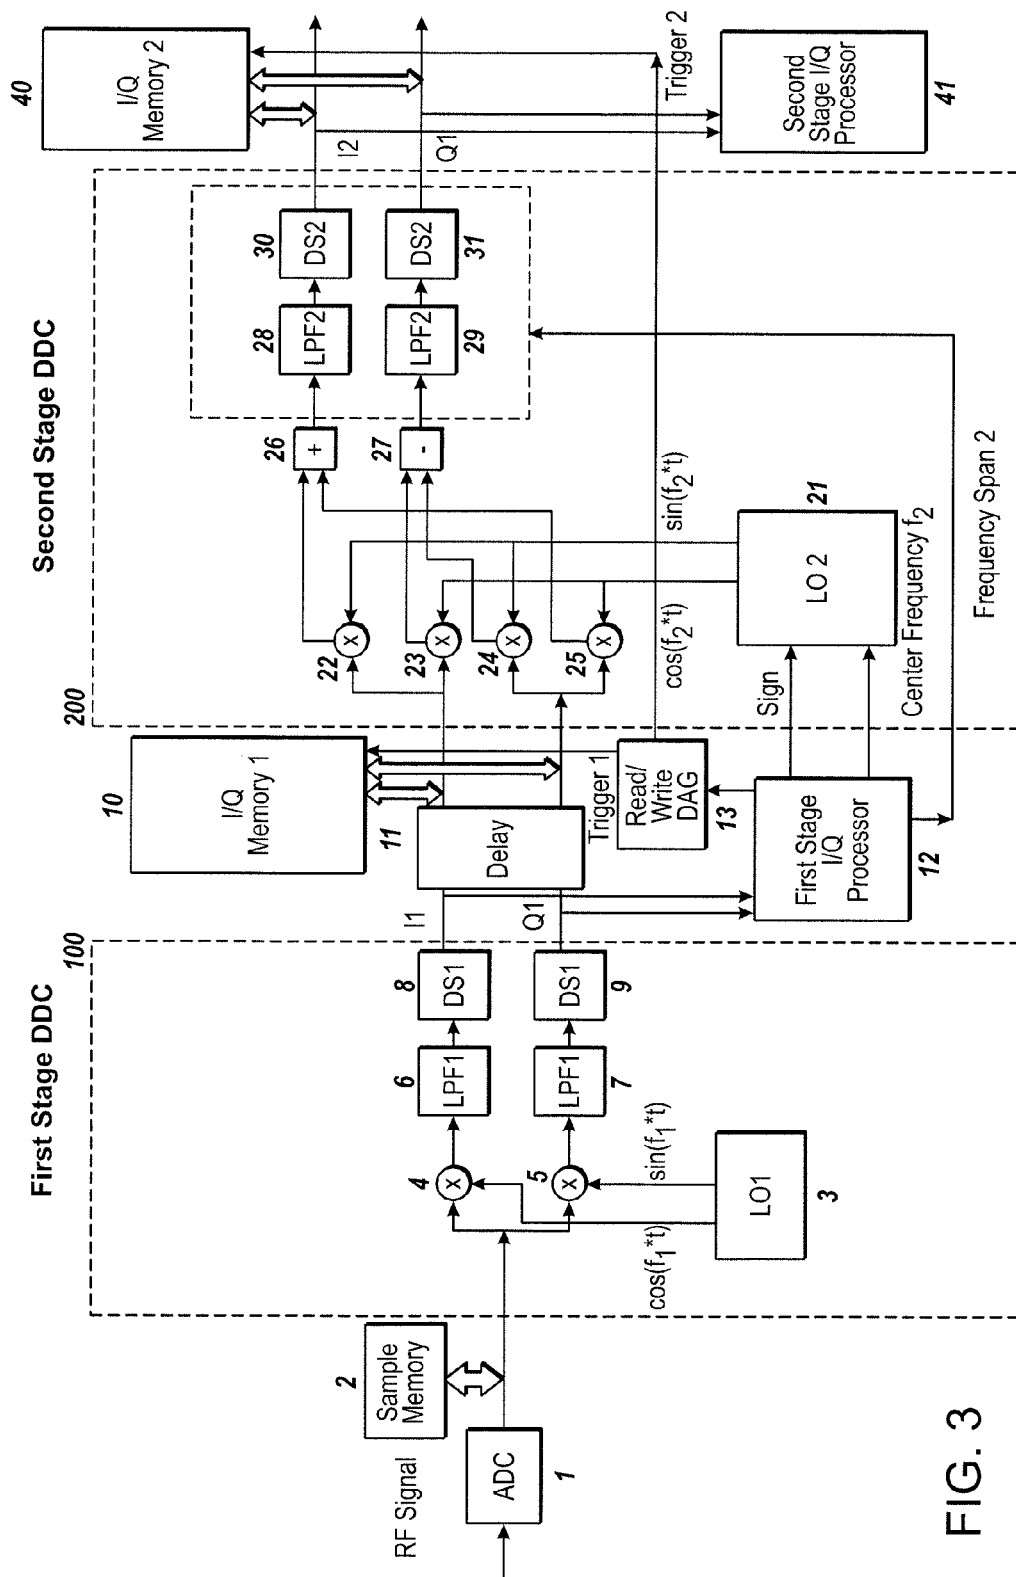 First Stage DDC
Second Stage DDC
100
200
RF Signal
ADC
1
Sample
Memory
2
LO1
3
cos(f1*t)
sin(f1*t)
X
4
X
5
LPF1
6
LPF1
7
DS1
8
DS1
9
I1
Q1
I/Q
Memory 1
10
Delay
11
First Stage
I/Q
Processor
12
Trigger 1
Read/
Write
DAG
13
Sign
Center Frequency f2
Frequency Span 2
LO 2
21
cos(f2*t)
sin(f2*t)
X
22
X
23
X
24
X
25
+
26
-
27
LPF2
28
LPF2
29
DS2
30
DS2
31
I2
Q1
I/Q
Memory 2
40
Trigger 2
Second
Stage I/Q
Processor
41
FIG. 3